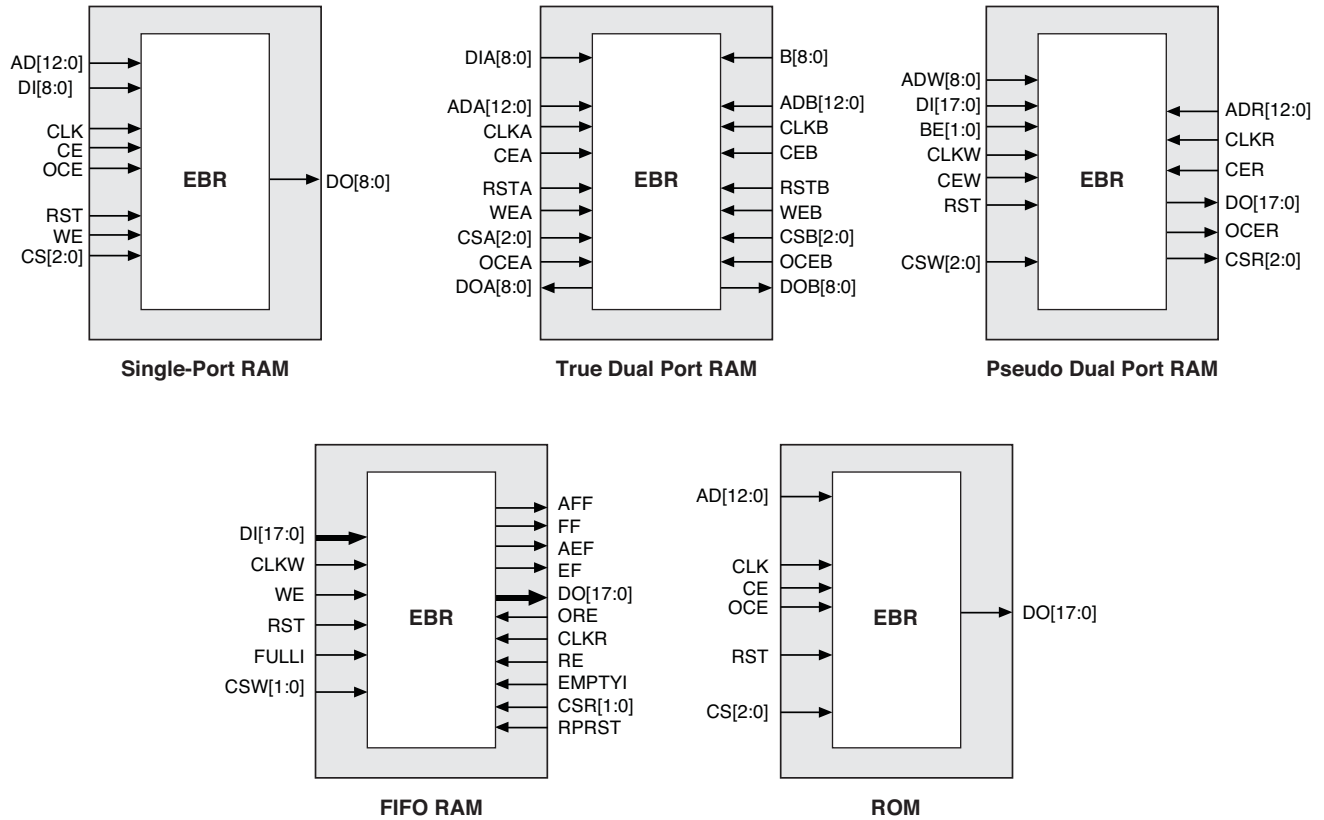 AD[12:0]
DI[8:0]
CLK
CE
OCE
RST
WE
CS[2:0]
EBR
DO[8:0]
Single-Port RAM
DIA[8:0]
ADA[12:0]
CLKA
CEA
RSTA
WEA
CSA[2:0]
OCEA
DOA[8:0]
EBR
B[8:0]
ADB[12:0]
CLKB
CEB
RSTB
WEB
CSB[2:0]
OCEB
DOB[8:0]
True Dual Port RAM
ADW[8:0]
DI[17:0]
BE[1:0]
CLKW
CEW
RST
CSW[2:0]
EBR
ADR[12:0]
CLKR
CER
DO[17:0]
OCER
CSR[2:0]
Pseudo Dual Port RAM
DI[17:0]
CLKW
WE
RST
FULLI
CSW[1:0]
EBR
AFF
FF
AEF
EF
DO[17:0]
ORE
CLKR
RE
EMPTYI
CSR[1:0]
RPRST
FIFO RAM
AD[12:0]
CLK
CE
OCE
RST
CS[2:0]
EBR
DO[17:0]
ROM